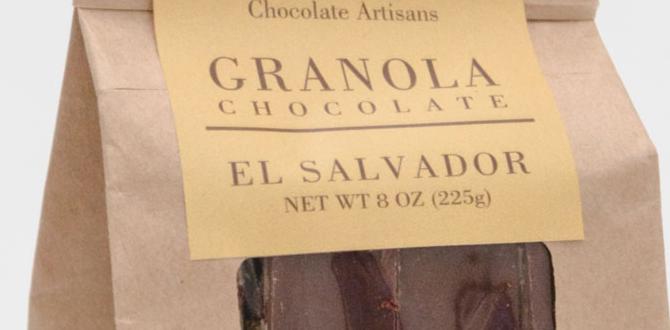 Chocolate Artisans
GRANOLA
CHOCOLATE
EL SALVADOR
NET WT 8 OZ (225g)